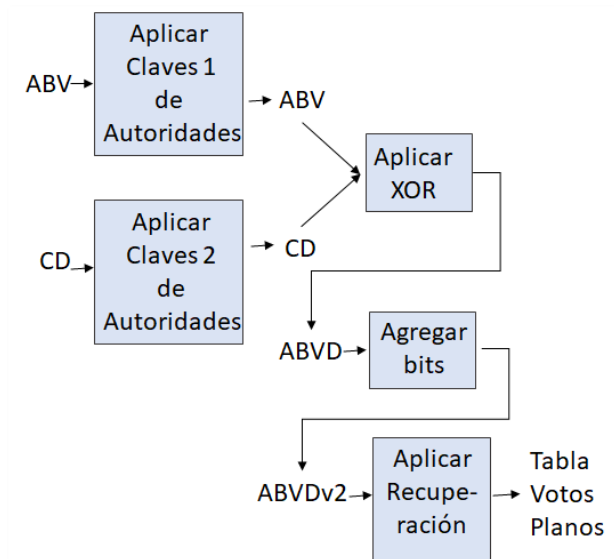 Aplicar
Claves 1
de
Autoridades
ABV
ABV
Aplicar
XOR
Aplicar
Claves 2
de
Autoridades
CD
CD
ABVD
Agregar
bits
ABVDv2
Aplicar
Recupe-
ración
Tabla
Votos
Planos